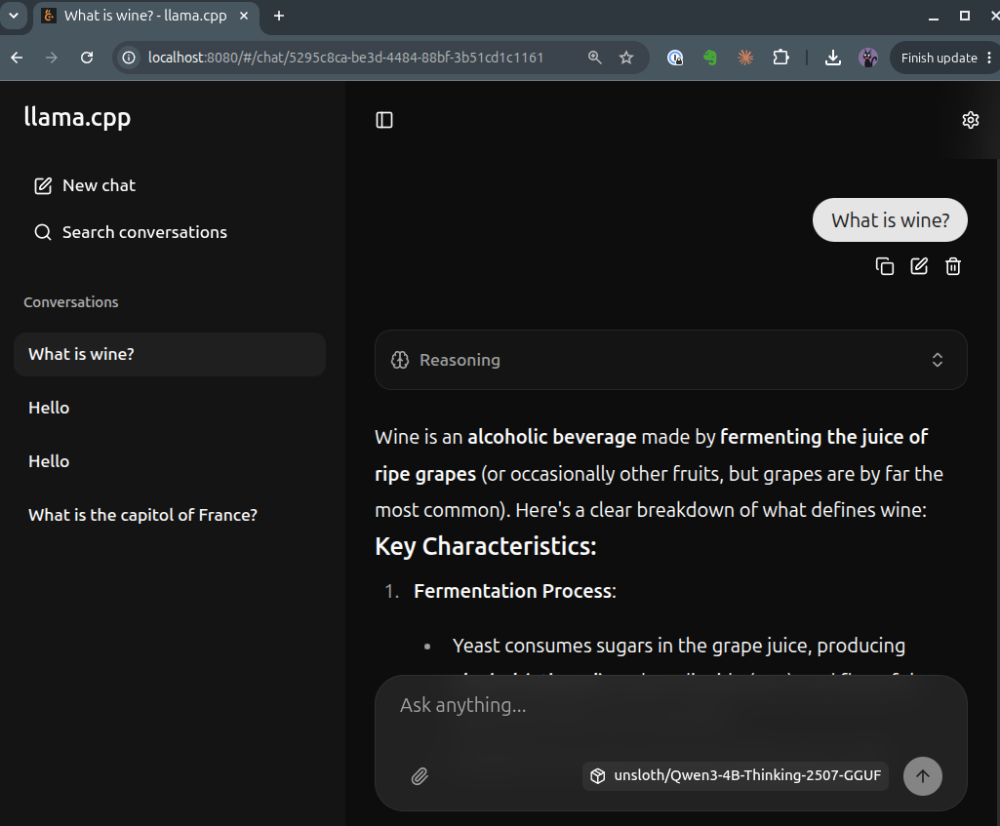 What is wine? - llama.cpp
localhost:8080/#/chat/5295c8ca-be3d-4484-88bf-3b51cd1c1161
Finish update
llama.cpp
New chat
Search conversations
Conversations
What is wine?
Hello
Hello
What is the capitol of France?
What is wine?
Reasoning
Wine is an alcoholic beverage made by fermenting the juice of
ripe grapes (or occasionally other fruits, but grapes are by far the
most common). Here's a clear breakdown of what defines wine:
Key Characteristics:
1. Fermentation Process:
• Yeast consumes sugars in the grape juice, producing
Ask anything...
unsloth/Qwen3-4B-Thinking-2507-GGUF